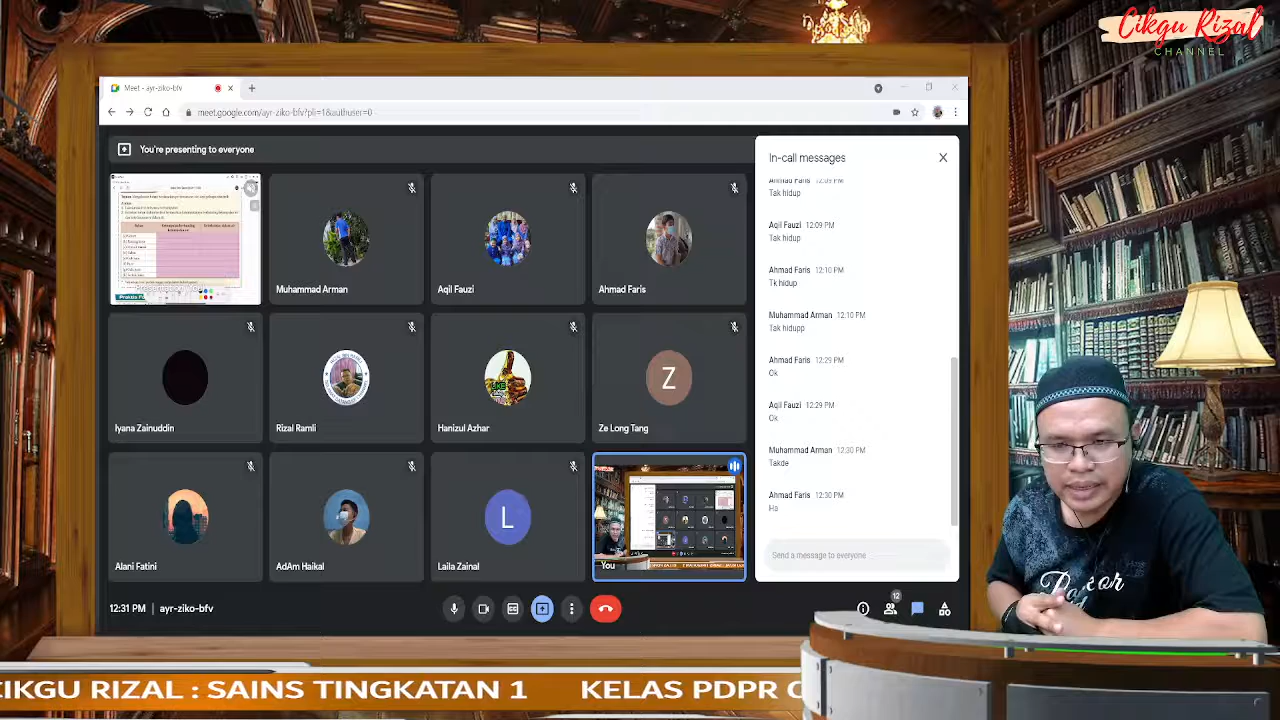 Cikgu Rizal
CHANNEL
Meet - ayr-ziko-bfv
meet.google.com/ayr-ziko-bfv?pli=1&authuser=0
You're presenting to everyone
In-call messages
Ahmad Faris 12:09 PM
Tak hidup
Aqil Fauzi 12:09 PM
Tak hidup
Ahmad Faris 12:10 PM
Tk hidup
Muhammad Arman 12:10 PM
Tak hidupp
Ahmad Faris 12:29 PM
Ok
Aqil Fauzi 12:29 PM
Ok
Muhammad Arman 12:30 PM
Takde
Ahmad Faris 12:30 PM
Ha
Send a message to everyone
Muhammad Arman
Aqil Fauzi
Ahmad Faris
Iyana Zainuddin
Rizal Ramli
Hanizul Azhar
Z
Ze Long Tang
Alani Fatini
AdAm Haikal
L
Laila Zainal
You
12:31 PM | ayr-ziko-bfv
12
CIKGU RIZAL : SAINS TINGKATAN 1 KELAS PDPR